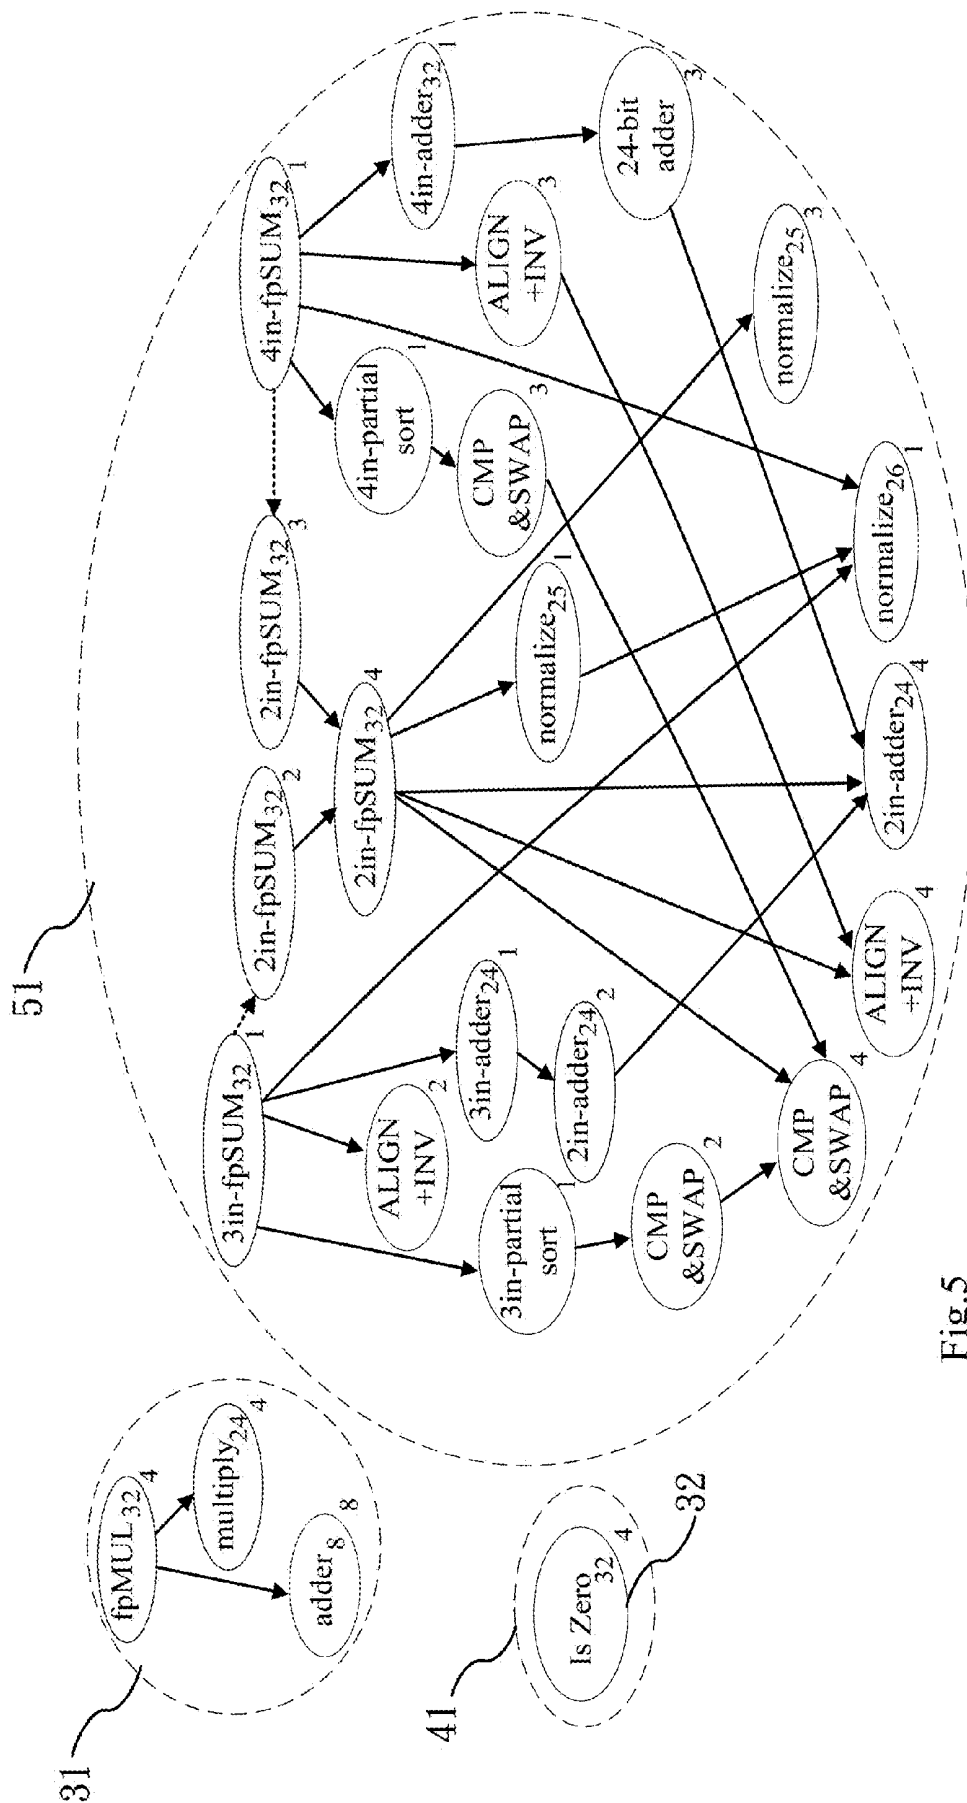 31
fpMUL32 4
multiply24 4
adder8 8
41
Is Zero32 4
32
51
3in-fpSUM32 1
2in-fpSUM32 2
2in-fpSUM32 3
4in-fpSUM32 1
2in-fpSUM32 4
4in-partial
sort 1
4in-adder32 1
ALIGN
+INV 2
3in-adder24 1
CMP
&SWAP 3
ALIGN
+INV 3
3in-partial
sort 1
2in-adder24 2
normalize25 1
24-bit
adder 3
CMP
&SWAP 2
normalize25 3
CMP
&SWAP 4
ALIGN
+INV 4
2in-adder24 4
normalize26 1
Fig.5